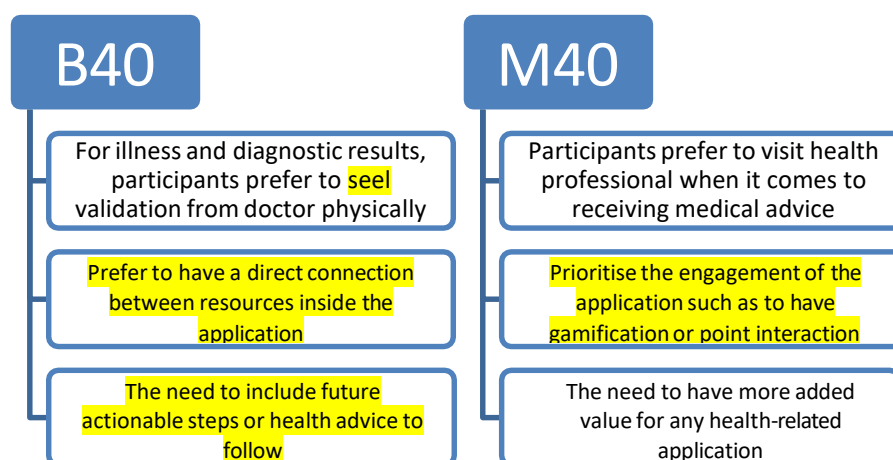 B40
For illness and diagnostic results,
participants prefer to seel
validation from doctor physically
Prefer to have a direct connection
between resources inside the
application
The need to include future
actionable steps or health advice to
follow
M40
Participants prefer to visit health
professional when it comes to
receiving medical advice
Prioritise the engagement of the
application such as to have
gamification or point interaction
The need to have more added
value for any health-related
application